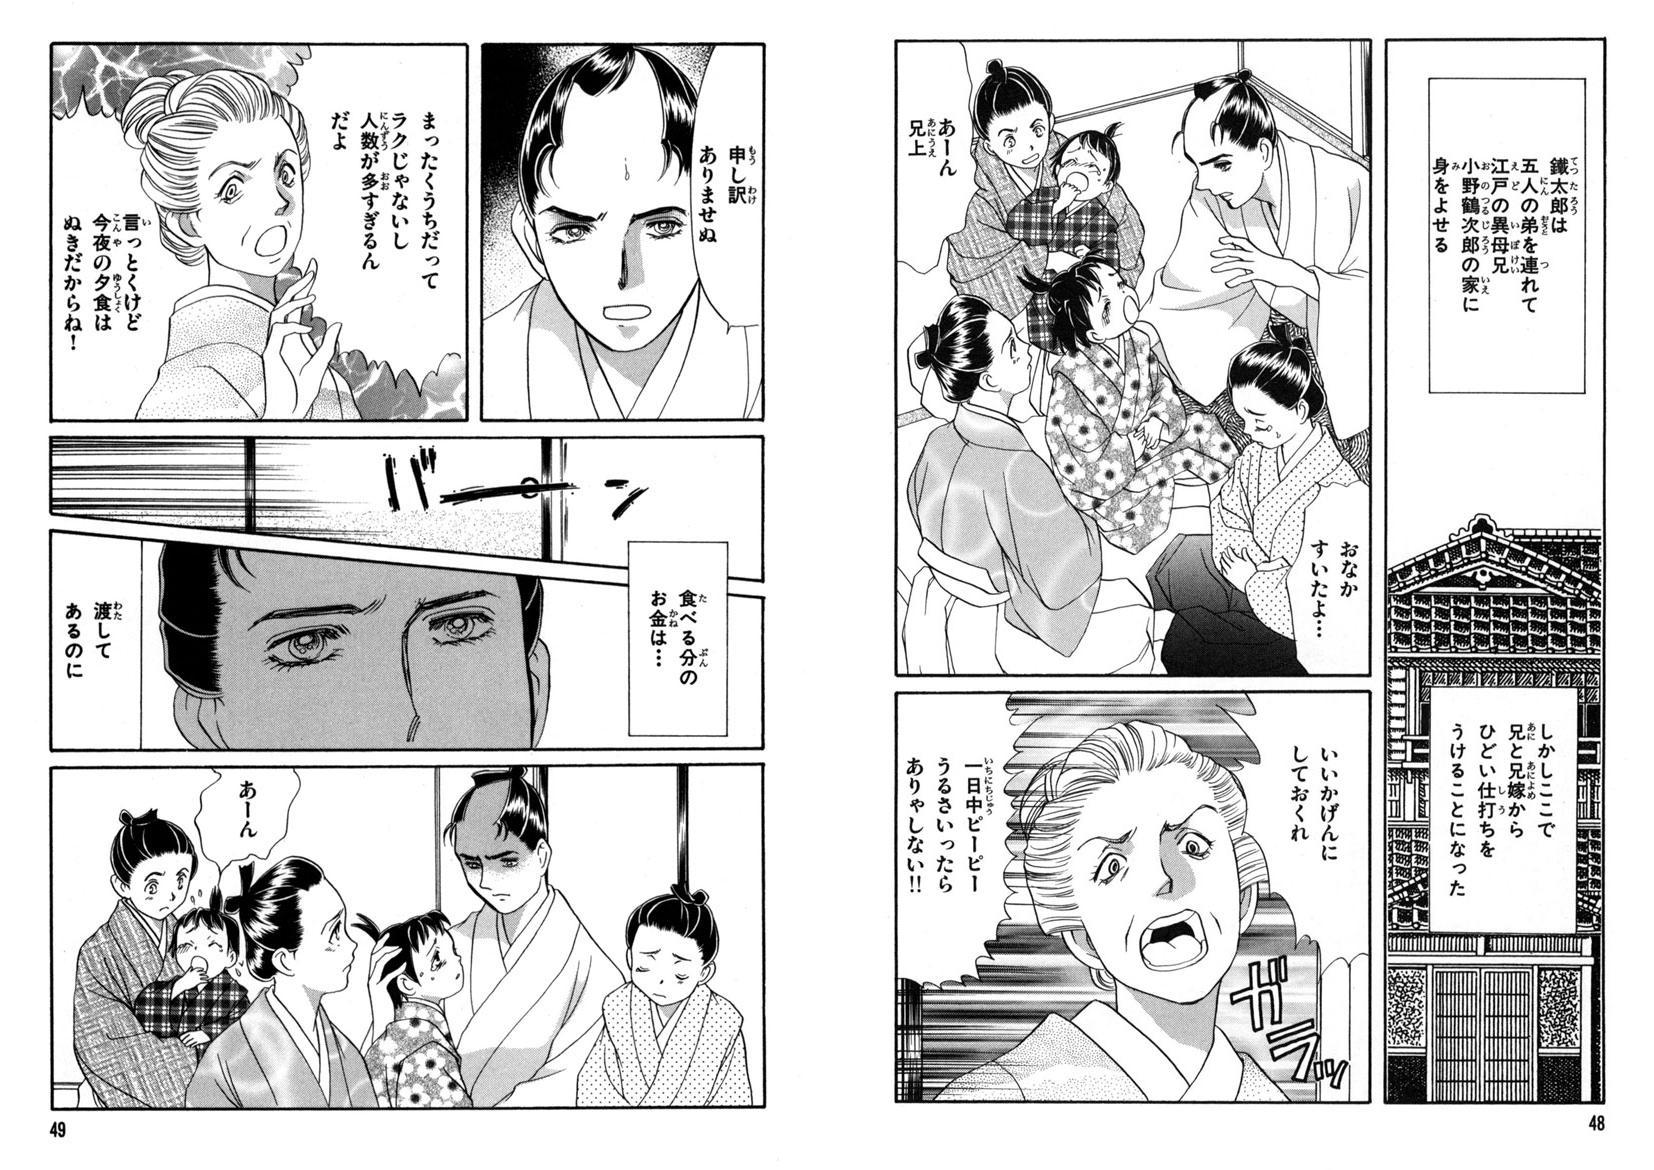 鐵太郎は
五人の弟を連れて
江戸の異母兄
小野鶴次郎の家に
身をよせる
しかしここで
兄と兄嫁から
ひどい仕打ちを
うけることになった
あーん
兄上
おなか
すいたよ…
いいかげんに
しておくれ
一日中ピーピー
うるさいったら
ありゃしない!!
ガラッ
48
申し訳
ありませぬ
まったくうちだって
ラクじゃないし
人数が多すぎるん
だよ
言っとくけど
今夜の夕食は
ぬきだからね!
バーン
食べる分の
お金は…
渡して
あるのに
あーん
49